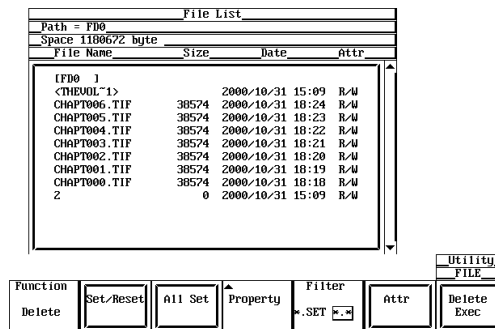 File List
Path = FD0
Space 1180672 byte
File Name Size Date Attr
[FD0 ]
<THEVOL~1> 2000/10/31 15:09 R/W
CHAPT006.TIF 38574 2000/10/31 18:24 R/W
CHAPT005.TIF 38574 2000/10/31 18:23 R/W
CHAPT004.TIF 38574 2000/10/31 18:22 R/W
CHAPT003.TIF 38574 2000/10/31 18:21 R/W
CHAPT002.TIF 38574 2000/10/31 18:20 R/W
CHAPT001.TIF 38574 2000/10/31 18:19 R/W
CHAPT000.TIF 38574 2000/10/31 18:18 R/W
2 0 2000/10/31 15:09 R/W
Utility
FILE
Function
Delete
Set/Reset
All Set
Property
Filter
*.SET *.*
Attr
Delete
Exec